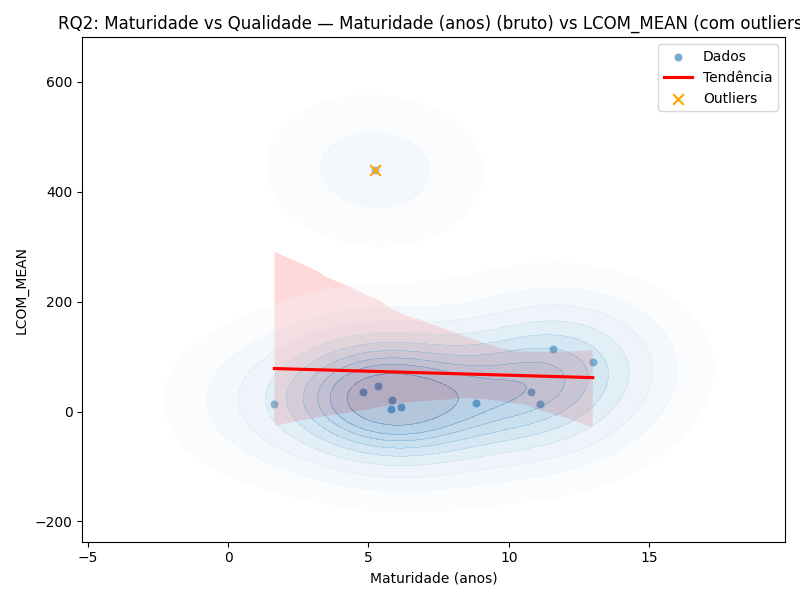 RQ2: Maturidade vs Qualidade — Maturidade (anos) (bruto) vs LCOM_MEAN (com outliers
Dados
Tendência
Outliers
600
400
200
0
−200
LCOM_MEAN
−5
0
5
10
15
Maturidade (anos)